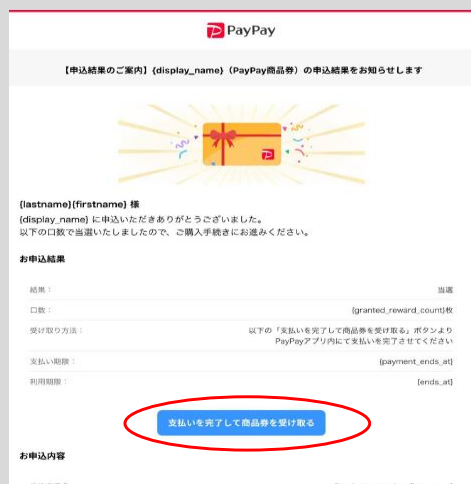 PayPay
【申込結果のご案内】{display_name}（PayPay商品券）の申込結果をお知らせします
{lastname}{firstname} 様
{display_name} に申込いただきありがとうございました。
以下の口数で当選いたしましたので、ご購入手続きにお進みください。
お申込結果
結果： 当選
口数： {granted_reward_count}枚
受け取り方法： 以下の「支払いを完了して商品券を受け取る」ボタンより
PayPayアプリ内にて支払いを完了させてください
支払い期限： {payment_ends_at}
利用期限： {ends_at}
支払いを完了して商品券を受け取る
お申込内容